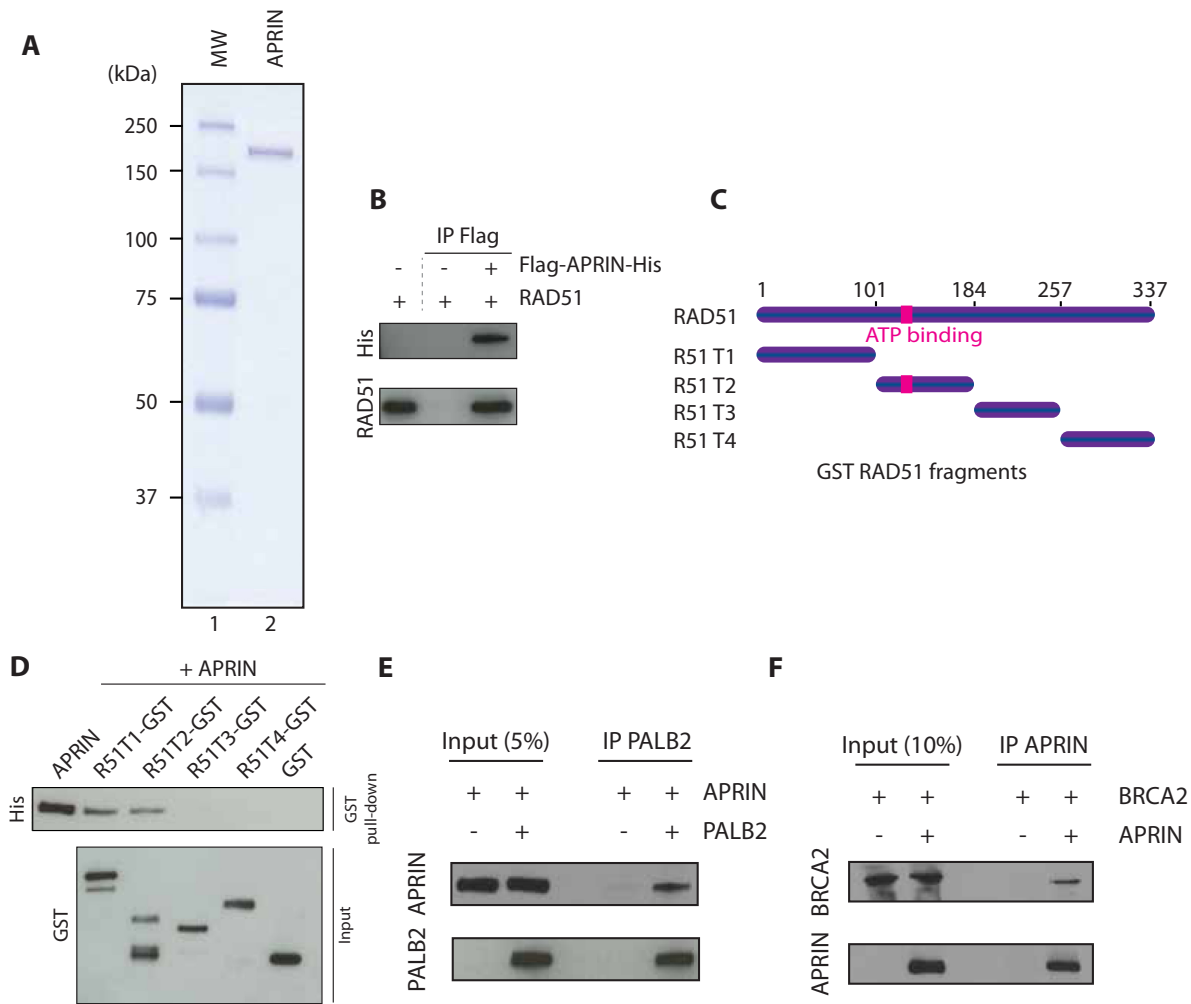 A
MW
APRIN
(kDa)
250
150
100
75
50
37
1 2
B
IP Flag
- - + Flag-APRIN-His
+ + + RAD51
His
RAD51
C
1 101 184 257 337
RAD51
ATP binding
R51 T1
R51 T2
R51 T3
R51 T4
GST RAD51 fragments
D
+ APRIN
APRIN
R51T1-GST
R51T2-GST
R51T3-GST
R51T4-GST
GST
His
GST
pull-down
GST
Input
E
Input (5%) IP PALB2
+ + + + APRIN
- + - + PALB2
APRIN
PALB2
F
Input (10%) IP APRIN
+ + + + BRCA2
- + - + APRIN
BRCA2
APRIN